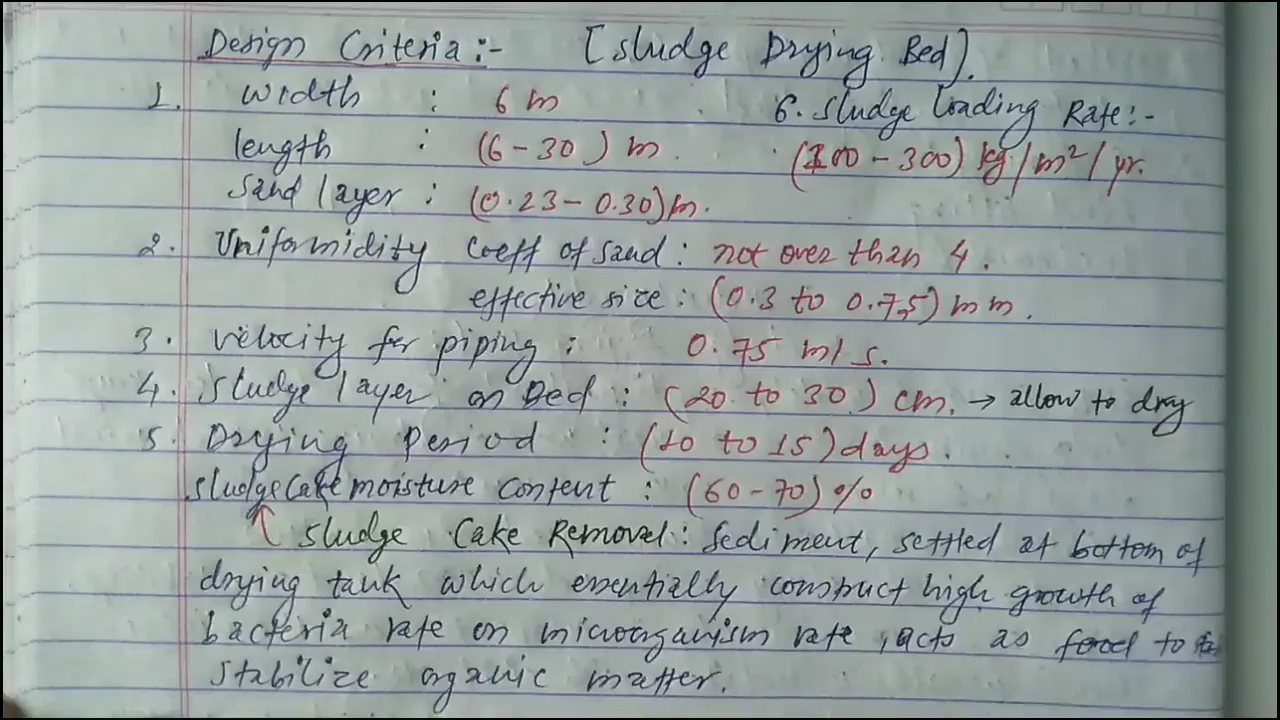 Design Criteria:- [Sludge Drying Bed].
1. Width : 6 m
6. Sludge loading Rate:-
length : (6-30) m.
(100-300) kg/m²/yr.
Sand layer : (0.23-0.30)m.
2. Uniformidity Coeff of Sand: not over than 4.
effective size: (0.3 to 0.75) mm.
3. Velocity for piping: 0.75 m/s.
4. Sludge layer on Bed : (20 to 30) cm. → allow to dry
5. Drying Period : (10 to 15) days.
Sludge Cake moisture content : (60-70) %
Sludge Cake Removal: Sediment, settled at bottom of
drying tank which essentially construct high growth of
bacteria rate on microorganism rate, acts as food to
stabilize organic matter.